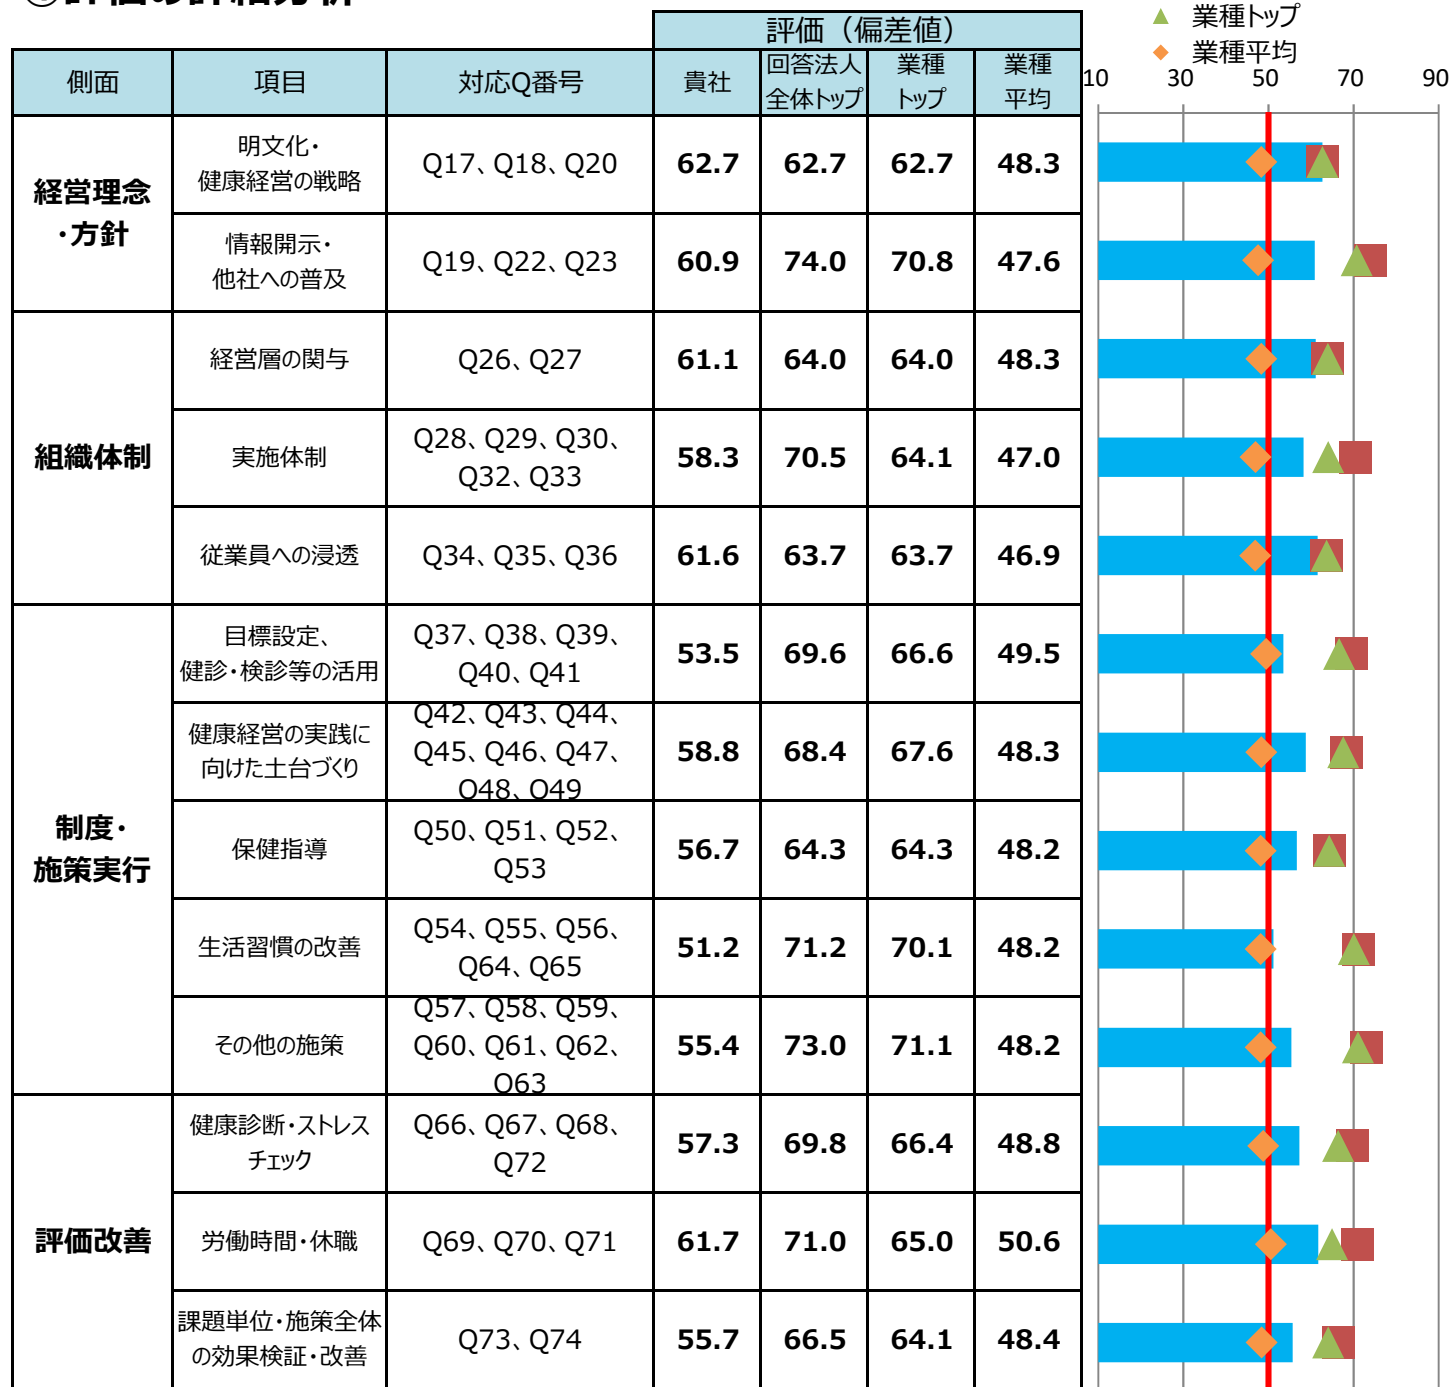 評価の詳細分析
▲ 業種トップ
◆ 業種平均
評価（偏差値）
側面 項目 対応Q番号 貴社 回答法人全体トップ 業種トップ 業種平均
10 30 50 70 90
経営理念・方針
明文化・健康経営の戦略 Q17、Q18、Q20 62.7 62.7 62.7 48.3
情報開示・他社への普及 Q19、Q22、Q23 60.9 74.0 70.8 47.6
組織体制
経営層の関与 Q26、Q27 61.1 64.0 64.0 48.3
実施体制 Q28、Q29、Q30、Q32、Q33 58.3 70.5 64.1 47.0
従業員への浸透 Q34、Q35、Q36 61.6 63.7 63.7 46.9
制度・施策実行
目標設定、健診・検診等の活用 Q37、Q38、Q39、Q40、Q41 53.5 69.6 66.6 49.5
健康経営の実践に向けた土台づくり Q42、Q43、Q44、Q45、Q46、Q47、Q48、Q49 58.8 68.4 67.6 48.3
保健指導 Q50、Q51、Q52、Q53 56.7 64.3 64.3 48.2
生活習慣の改善 Q54、Q55、Q56、Q64、Q65 51.2 71.2 70.1 48.2
その他の施策 Q57、Q58、Q59、Q60、Q61、Q62、Q63 55.4 73.0 71.1 48.2
評価改善
健康診断・ストレスチェック Q66、Q67、Q68、Q72 57.3 69.8 66.4 48.8
労働時間・休職 Q69、Q70、Q71 61.7 71.0 65.0 50.6
課題単位・施策全体の効果検証・改善 Q73、Q74 55.7 66.5 64.1 48.4